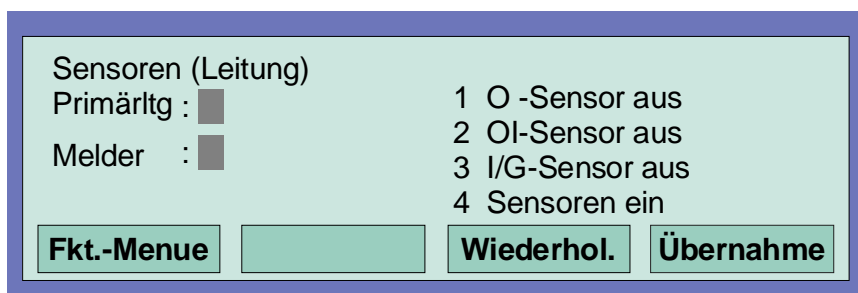 Sensoren (Leitung)
Primärltg :
Melder :
1 O -Sensor aus
2 OI-Sensor aus
3 I/G-Sensor aus
4 Sensoren ein
Fkt.-Menue
Wiederhol.
Übernahme